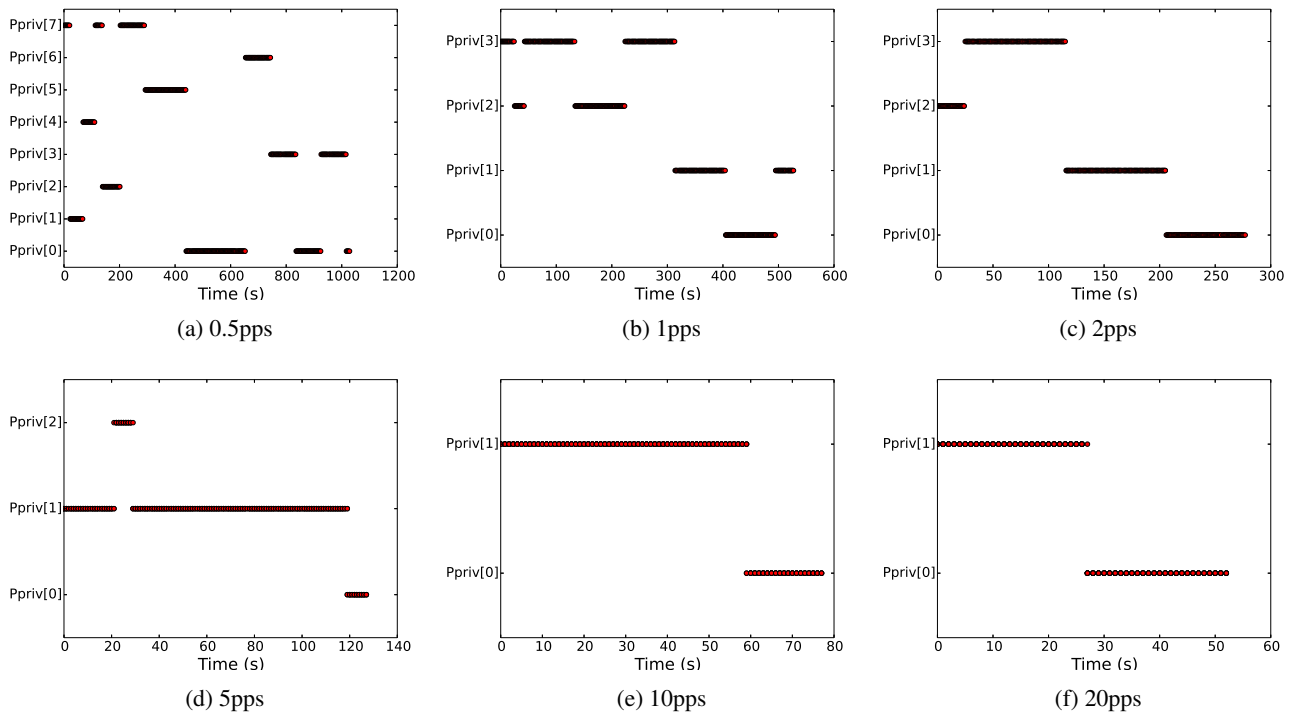 Ppriv[7]
Ppriv[6]
Ppriv[5]
Ppriv[4]
Ppriv[3]
Ppriv[2]
Ppriv[1]
Ppriv[0]
0 200 400 600 800 1000 1200
Time (s)
(a) 0.5pps
Ppriv[3]
Ppriv[2]
Ppriv[1]
Ppriv[0]
0 100 200 300 400 500 600
Time (s)
(b) 1pps
Ppriv[3]
Ppriv[2]
Ppriv[1]
Ppriv[0]
0 50 100 150 200 250 300
Time (s)
(c) 2pps
Ppriv[2]
Ppriv[1]
Ppriv[0]
0 20 40 60 80 100 120 140
Time (s)
(d) 5pps
Ppriv[1]
Ppriv[0]
0 10 20 30 40 50 60 70 80
Time (s)
(e) 10pps
Ppriv[1]
Ppriv[0]
0 10 20 30 40 50 60
Time (s)
(f) 20pps